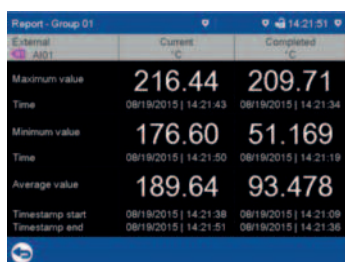 Report - Group 01 14:21:51
External Current Completed
AI01 °C °C
Maximum value 216.44 209.71
Time 08/19/2015 | 14:21:43 08/19/2015 | 14:21:34
Minimum value 176.60 51.169
Time 08/19/2015 | 14:21:50 08/19/2015 | 14:21:19
Average value 189.64 93.478
Timestamp start 08/19/2015 | 14:21:38 08/19/2015 | 14:21:09
Timestamp end 08/19/2015 | 14:21:51 08/19/2015 | 14:21:36